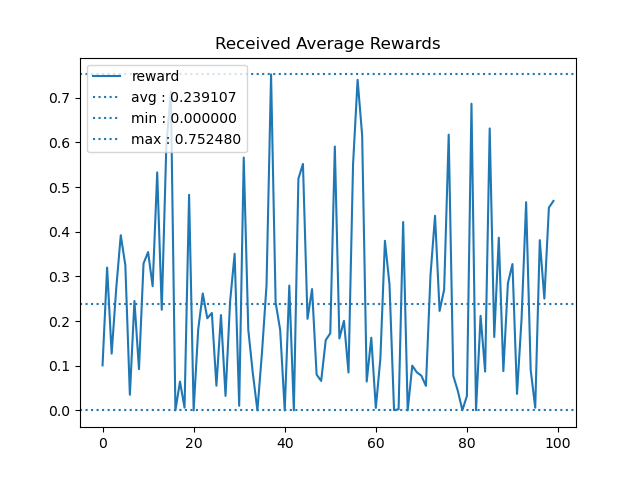 Received Average Rewards
reward
avg : 0.239107
min : 0.000000
max : 0.752480
0.7
0.6
0.5
0.4
0.3
0.2
0.1
0.0
0 20 40 60 80 100